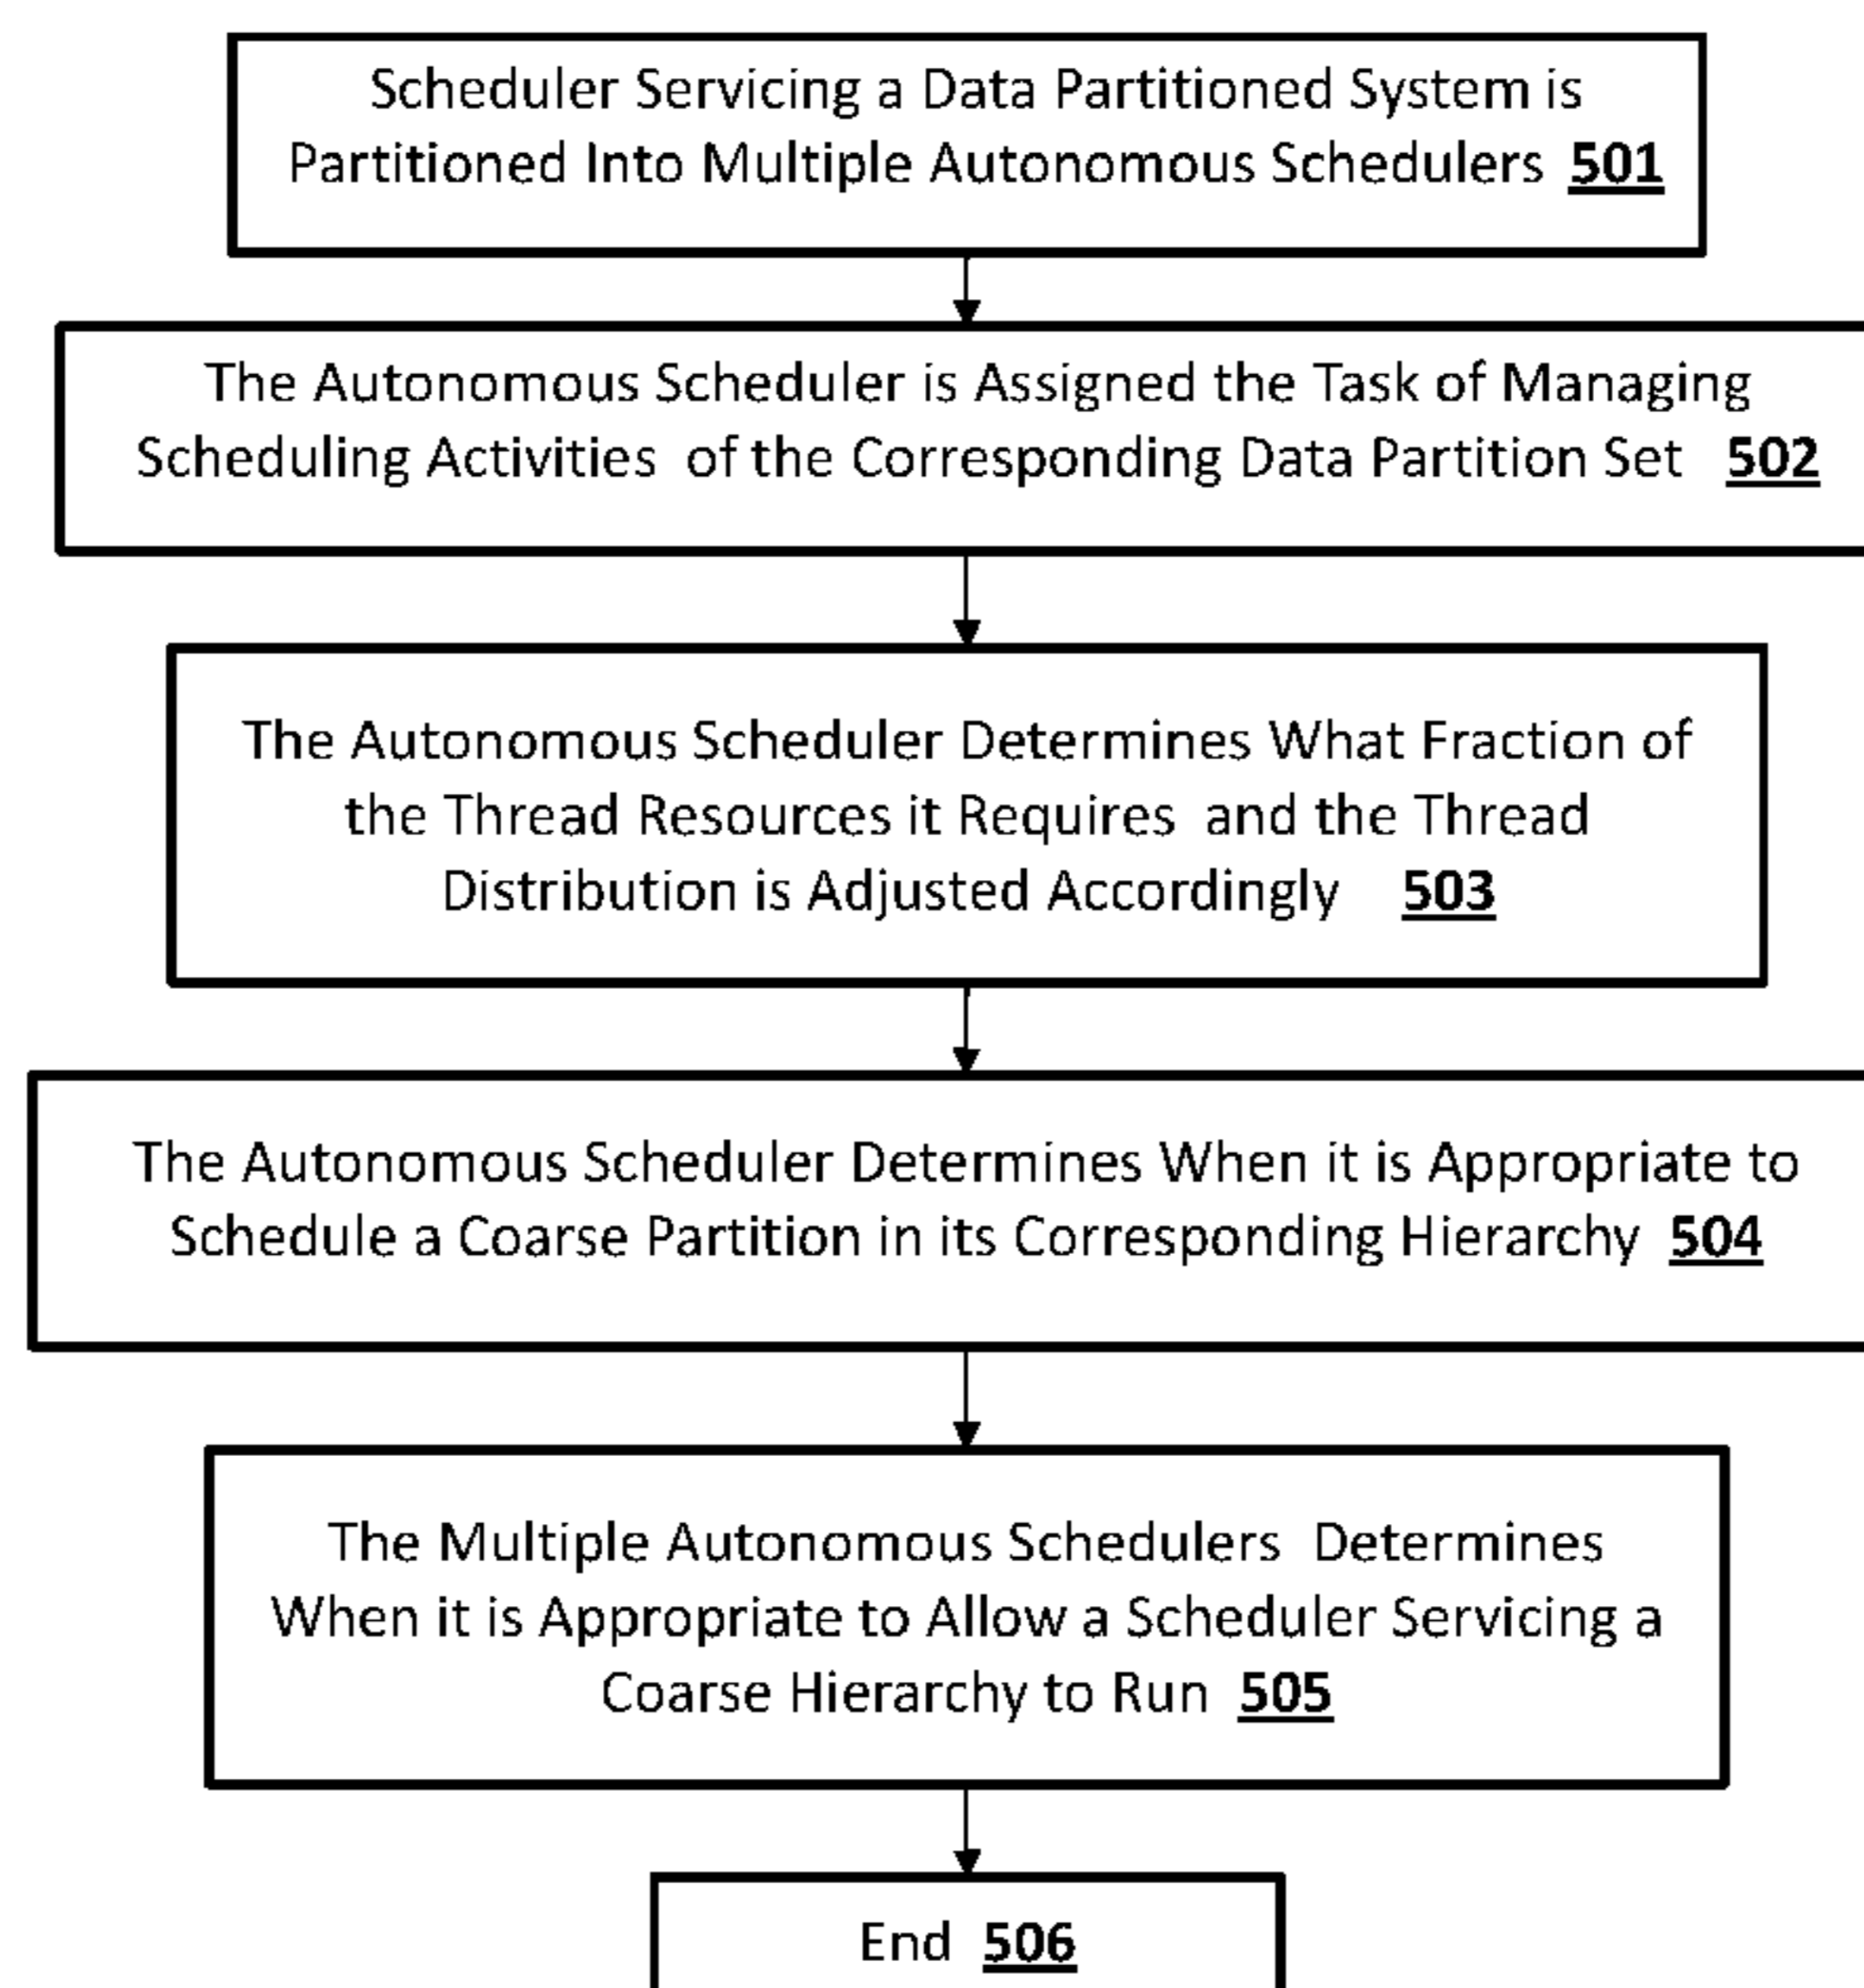 Scheduler Servicing a Data Partitioned System is
Partitioned Into Multiple Autonomous Schedulers 501
The Autonomous Scheduler is Assigned the Task of Managing
Scheduling Activities of the Corresponding Data Partition Set 502
The Autonomous Scheduler Determines What Fraction of
the Thread Resources it Requires and the Thread
Distribution is Adjusted Accordingly 503
The Autonomous Scheduler Determines When it is Appropriate to
Schedule a Coarse Partition in its Corresponding Hierarchy 504
The Multiple Autonomous Schedulers Determines
When it is Appropriate to Allow a Scheduler Servicing a
Coarse Hierarchy to Run 505
End 506